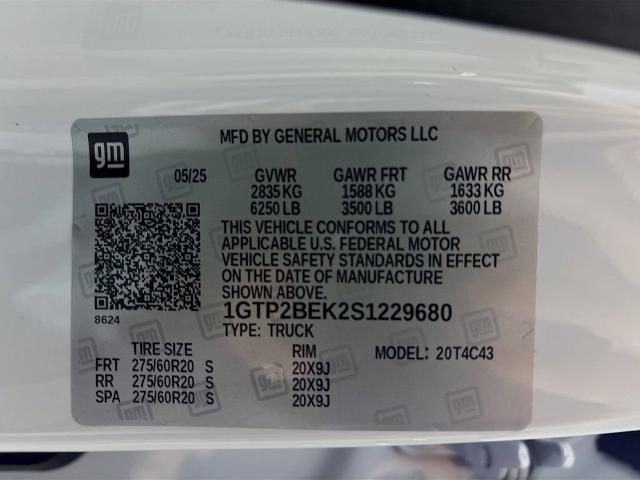 gm
MFD BY GENERAL MOTORS LLC
05/25 GVWR GAWR FRT GAWR RR
2835 KG 1588 KG 1633 KG
6250 LB 3500 LB 3600 LB
THIS VEHICLE CONFORMS TO ALL
APPLICABLE U.S. FEDERAL MOTOR
VEHICLE SAFETY STANDARDS IN EFFECT
ON THE DATE OF MANUFACTURE
SHOWN ABOVE.
8624
1GTP2BEK2S1229680
TYPE: TRUCK
TIRE SIZE RIM MODEL: 20T4C43
FRT 275/60R20 S 20X9J
RR 275/60R20 S 20X9J
SPA 275/60R20 S 20X9J